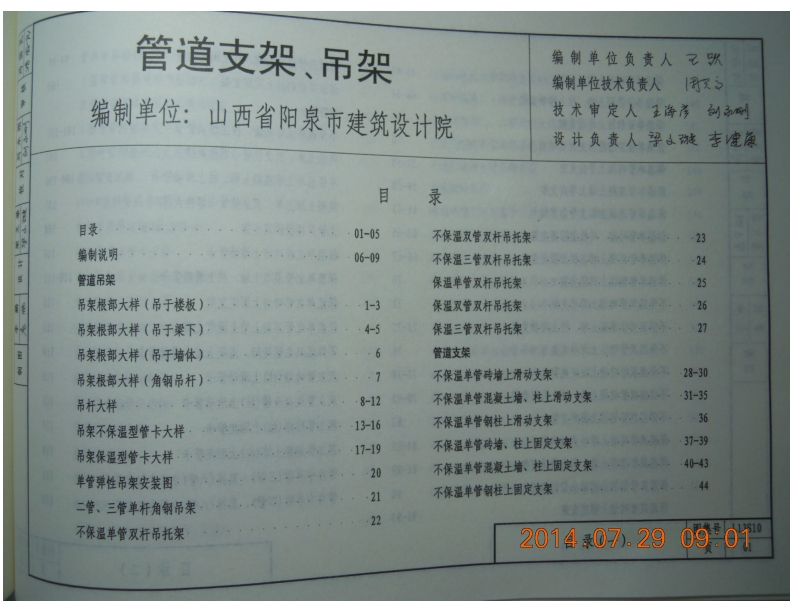 管道支架、吊架
编制单位：山西省阳泉市建筑设计院
编制单位负责人
编制单位技术负责人
技术审定人
设计负责人
目 录
目录 01-05
编制说明 06-09
管道吊架
吊架根部大样（吊于楼板） 1-3
吊架根部大样（吊于梁下） 4-5
吊架根部大样（吊于墙体） 6
吊架根部大样（角钢吊杆） 7
吊杆大样 8-12
吊架不保温型管卡大样 13-16
吊架保温型管卡大样 17-19
单管弹性吊架安装图 20
二管、三管单杆角钢吊架 21
不保温单管双杆吊托架 22
不保温双管双杆吊托架 23
不保温三管双杆吊托架 24
保温单管双杆吊托架 25
保温双管双杆吊托架 26
保温三管双杆吊托架 27
管道支架
不保温单管砖墙上滑动支架 28-30
不保温单管混凝土墙、柱上滑动支架 31-35
不保温单管钢柱上滑动支架 36
不保温单管砖墙、柱上固定支架 37-39
不保温单管混凝土墙、柱上固定支架 40-43
不保温单管钢柱上固定支架 44
图集号
页 01
2014.07.29 09:01